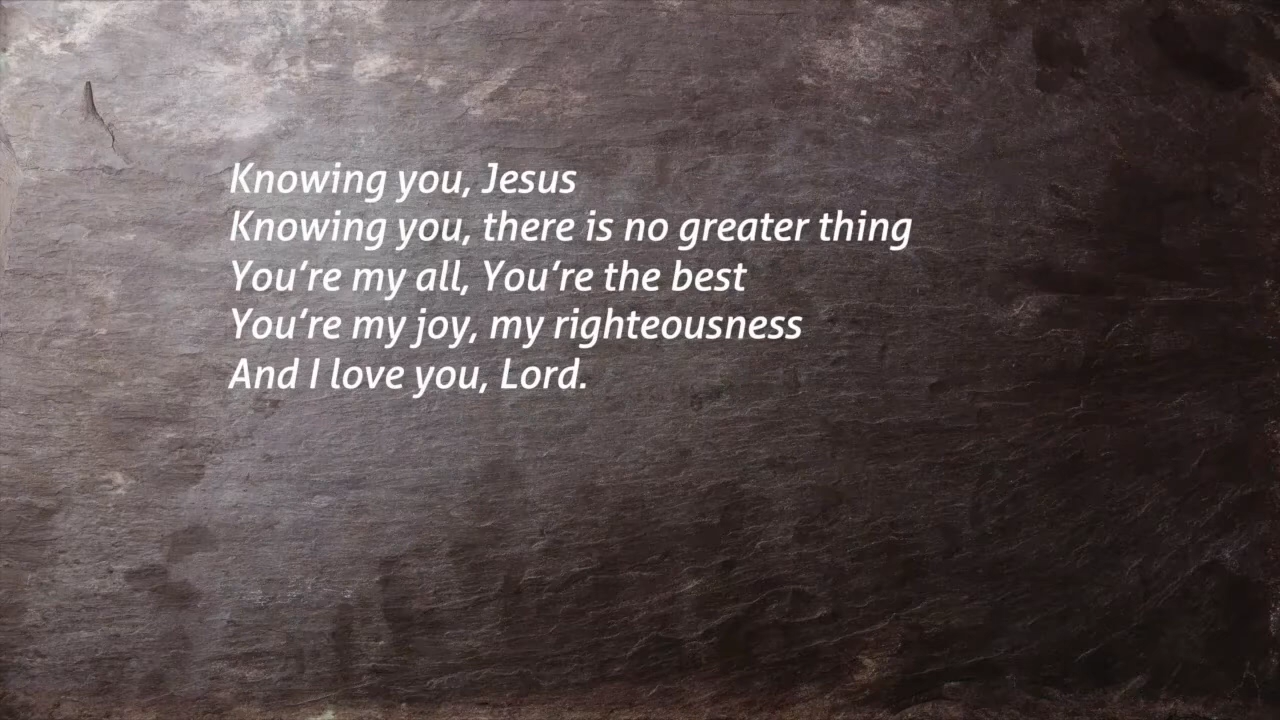 Knowing you, Jesus
Knowing you, there is no greater thing
You’re my all, You’re the best
You’re my joy, my righteousness
And I love you, Lord.